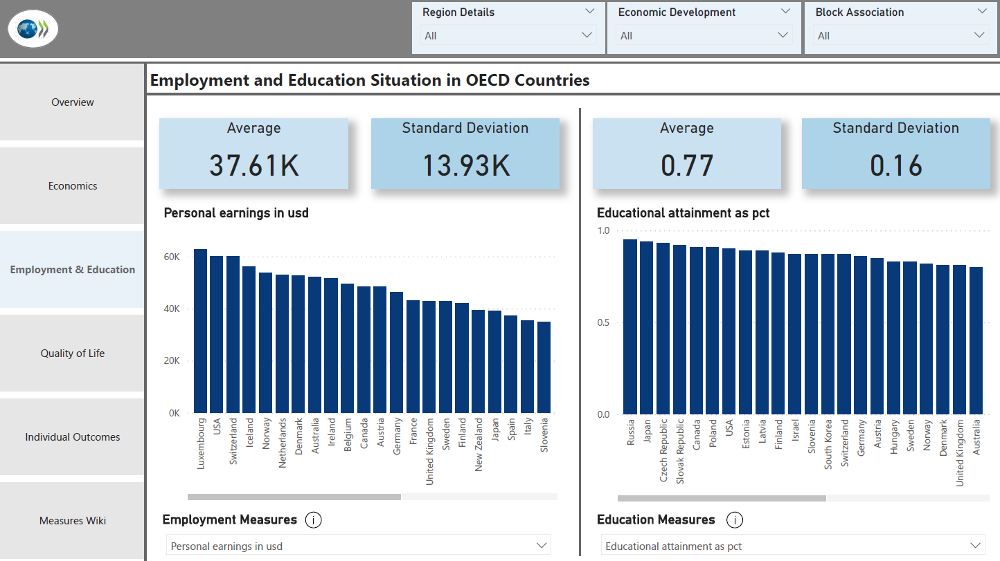 Region Details
All
Economic Development
All
Block Association
All
Overview
Economics
Employment & Education
Quality of Life
Individual Outcomes
Measures Wiki
Employment and Education Situation in OECD Countries
Average
37.61K
Standard Deviation
13.93K
Personal earnings in usd
60K
40K
20K
0K
Luxembourg
USA
Switzerland
Iceland
Norway
Netherlands
Denmark
Australia
Ireland
Belgium
Canada
Austria
Germany
France
United Kingdom
Sweden
Finland
New Zealand
Japan
Spain
Italy
Slovenia
Employment Measures
i
Personal earnings in usd
Average
0.77
Standard Deviation
0.16
Educational attainment as pct
1.0
0.5
0.0
Russia
Japan
Czech Republic
Slovak Republic
Canada
Poland
USA
Estonia
Latvia
Finland
Israel
Slovenia
South Korea
Switzerland
Germany
Austria
Hungary
Sweden
Norway
Denmark
United Kingdom
Australia
Education Measures
i
Educational attainment as pct